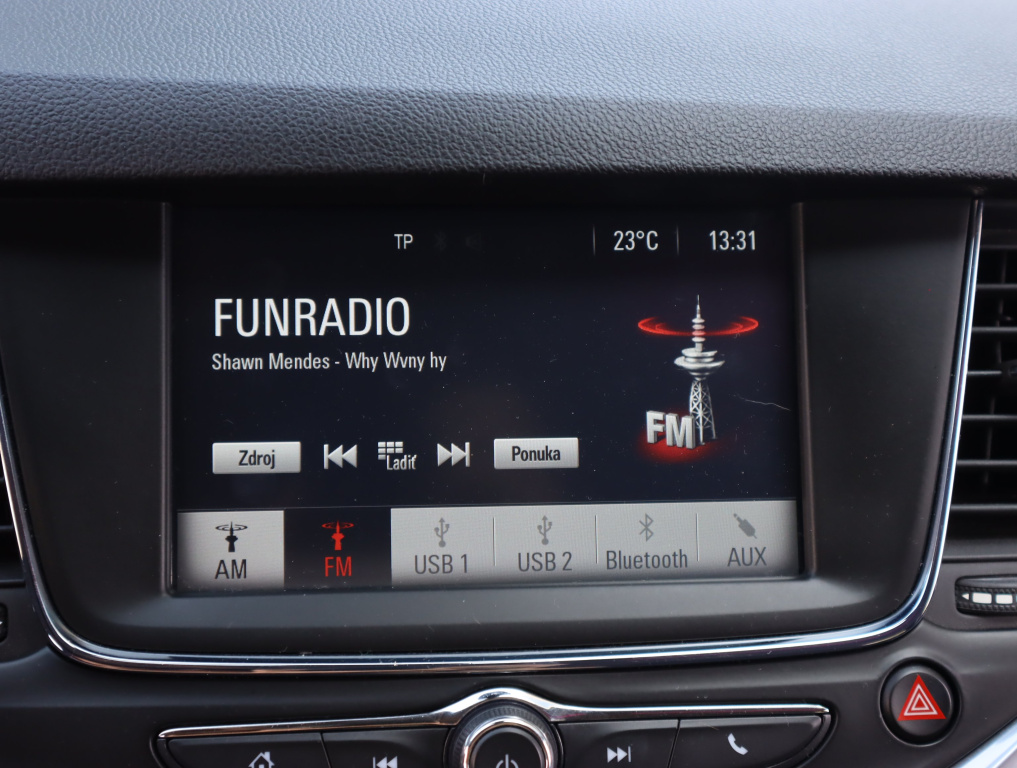 TP 23°C 13:31
FUNRADIO
Shawn Mendes - Why Wvny hy
FM
Zdroj Ladiť Ponuka
AM FM USB 1 USB 2 Bluetooth AUX